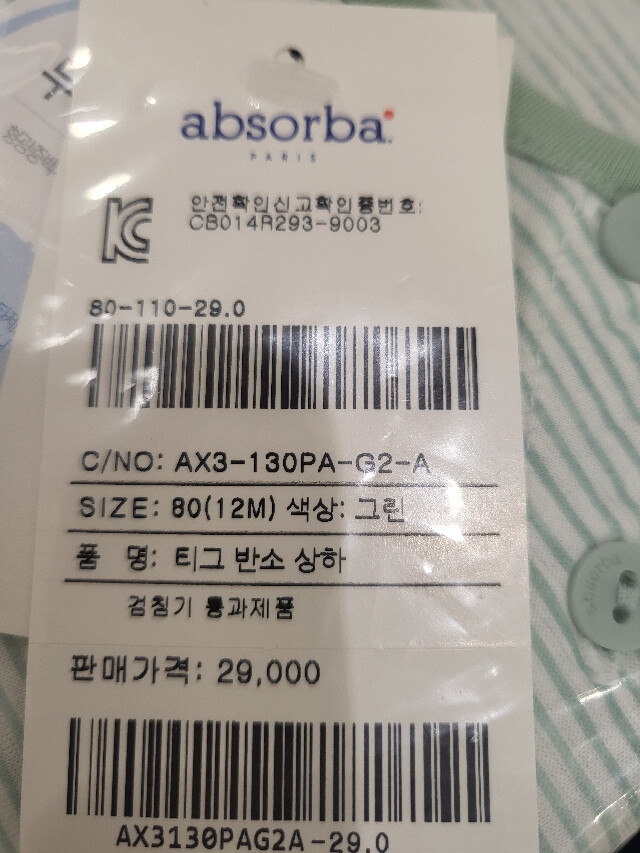 absorba
PARIS
안전확인신고확인증번호:
CB014R293-9003
80-110-29.0
C/NO: AX3-130PA-G2-A
SIZE: 80(12M) 색상: 그린
품 명: 티그 반소 상하
검침기 통과제품
판매가격: 29,000
AX3130PAG2A-29.0